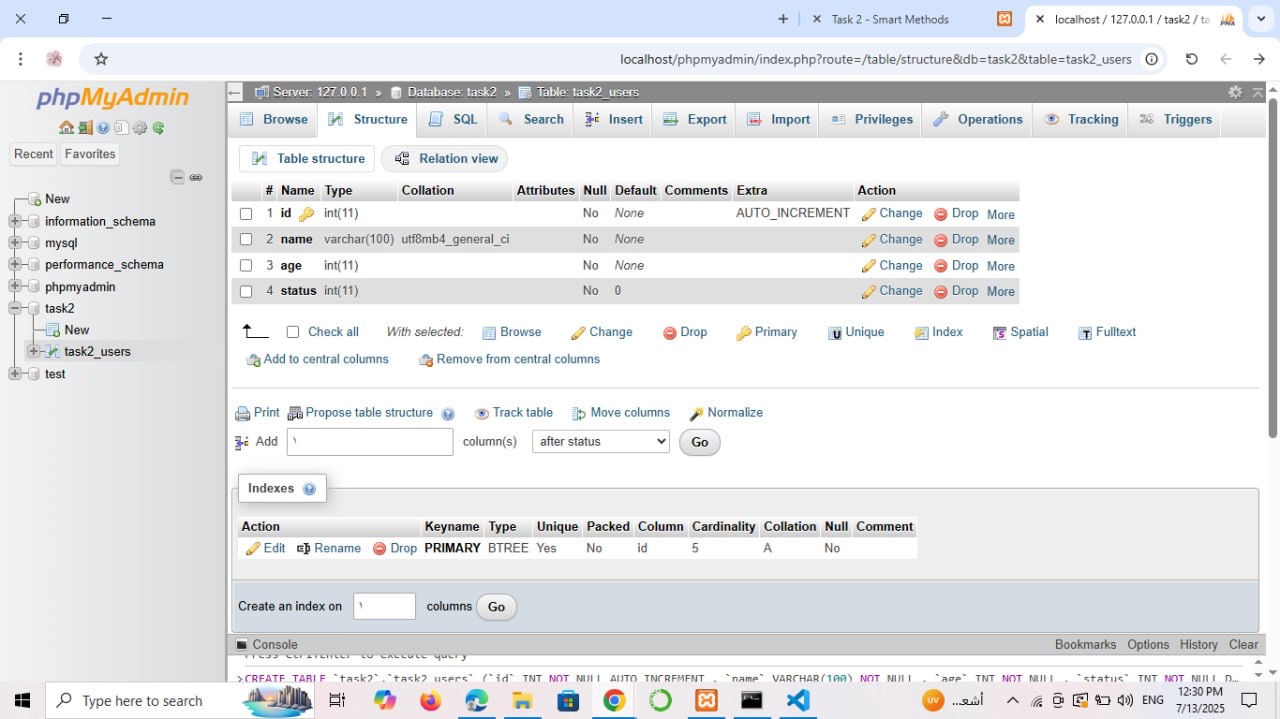 Task 2 - Smart Methods
localhost / 127.0.0.1 / task2 / ta
localhost/phpmyadmin/index.php?route=/table/structure&db=task2&table=task2_users
phpMyAdmin
Recent Favorites
New
information_schema
mysql
performance_schema
phpmyadmin
task2
New
task2_users
test
Server: 127.0.0.1 » Database: task2 » Table: task2_users
Browse Structure SQL Search Insert Export Import Privileges Operations Tracking Triggers
Table structure Relation view
# Name Type Collation Attributes Null Default Comments Extra Action
1 id int(11) No None AUTO_INCREMENT Change Drop More
2 name varchar(100) utf8mb4_general_ci No None Change Drop More
3 age int(11) No None Change Drop More
4 status int(11) No 0 Change Drop More
Check all With selected: Browse Change Drop Primary Unique Index Spatial Fulltext
Add to central columns Remove from central columns
Print Propose table structure Track table Move columns Normalize
Add ١ column(s) after status Go
Indexes
Action Keyname Type Unique Packed Column Cardinality Collation Null Comment
Edit Rename Drop PRIMARY BTREE Yes No id 5 A No
Create an index on ١ columns Go
Console Bookmarks Options History Clear
Press Ctrl+Enter to execute query
>CREATE TABLE `task2`.`task2_users` (`id` INT NOT NULL AUTO_INCREMENT , `name` VARCHAR(100) NOT NULL , `age` INT NOT NULL , `status` INT NOT NULL D...
Type here to search
UV
أشعـ...
ENG
12:30 PM
7/13/2025